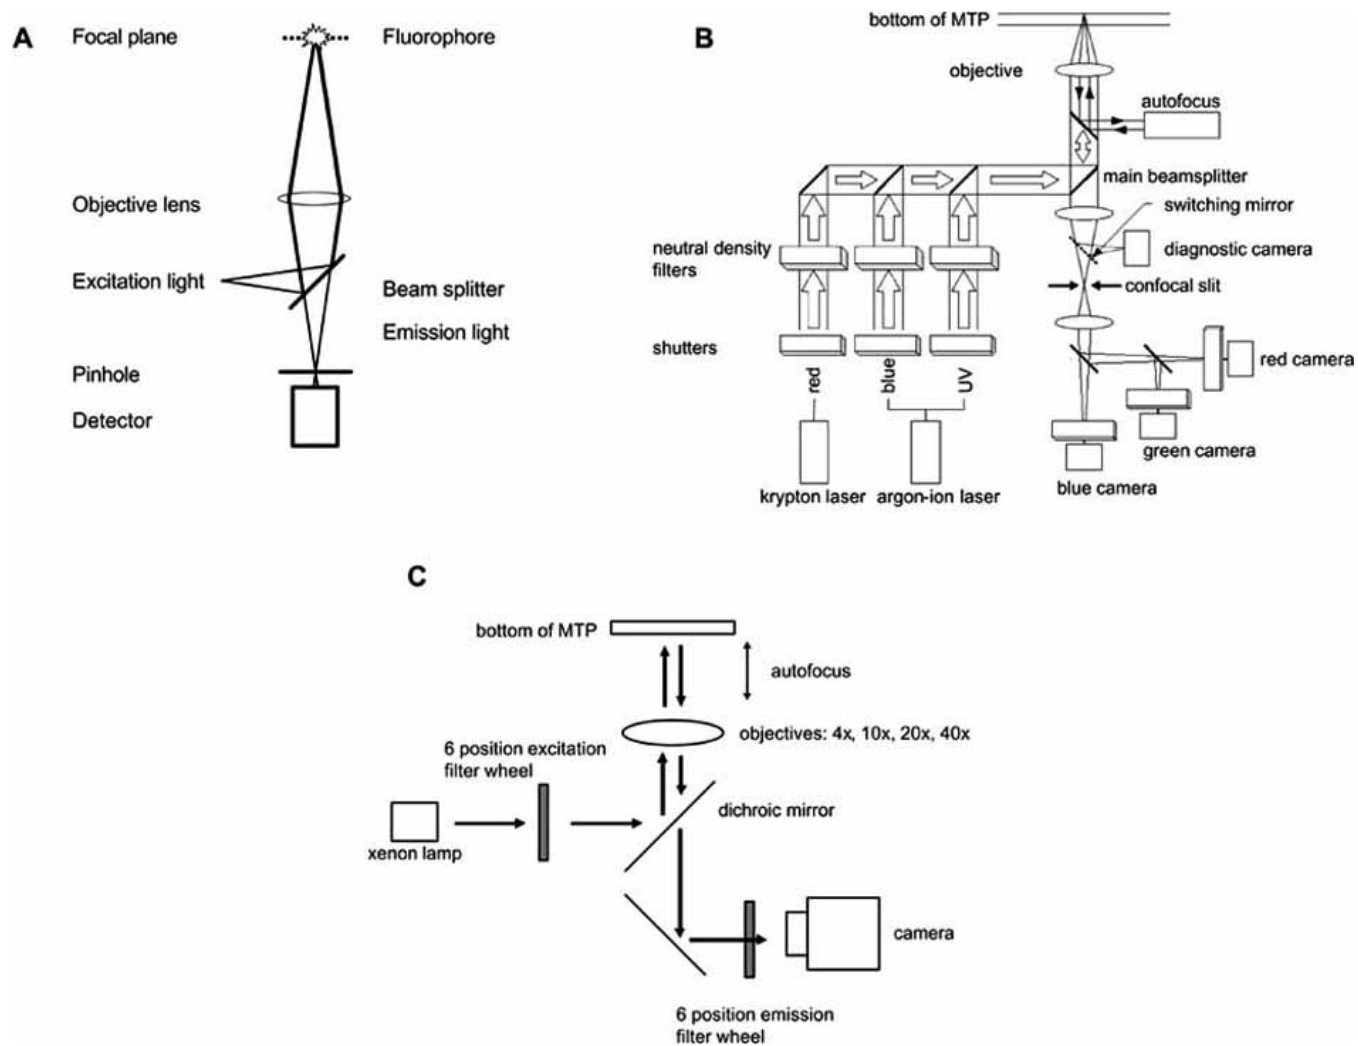 A
Focal plane
Fluorophore
Objective lens
Excitation light
Beam splitter
Emission light
Pinhole
Detector
B
bottom of MTP
objective
autofocus
main beamsplitter
switching mirror
neutral density
filters
diagnostic camera
confocal slit
shutters
red
blue
UV
red camera
green camera
blue camera
krypton laser
argon-ion laser
C
bottom of MTP
autofocus
objectives: 4x, 10x, 20x, 40x
6 position excitation
filter wheel
dichroic mirror
xenon lamp
camera
6 position emission
filter wheel